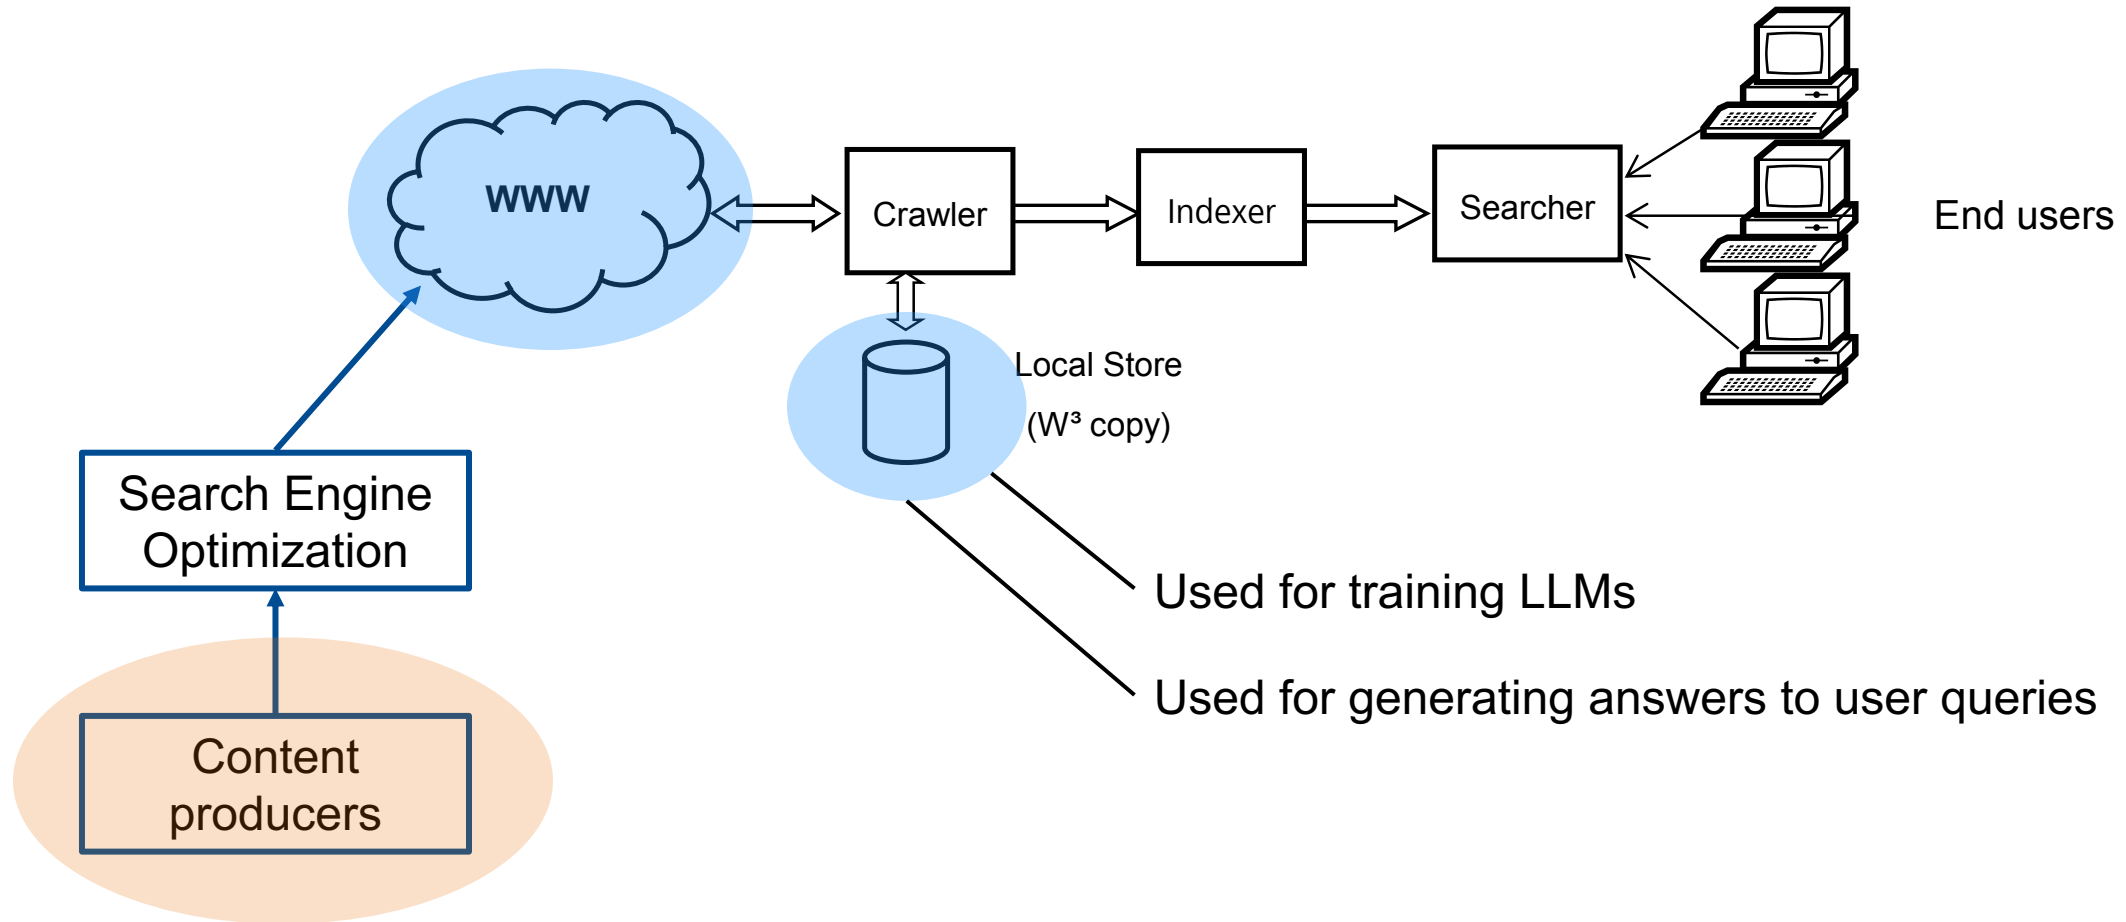 www
Crawler
Indexer
Searcher
End users
Local Store
(W³ copy)
Search Engine
Optimization
Used for training LLMs
Used for generating answers to user queries
Content
producers